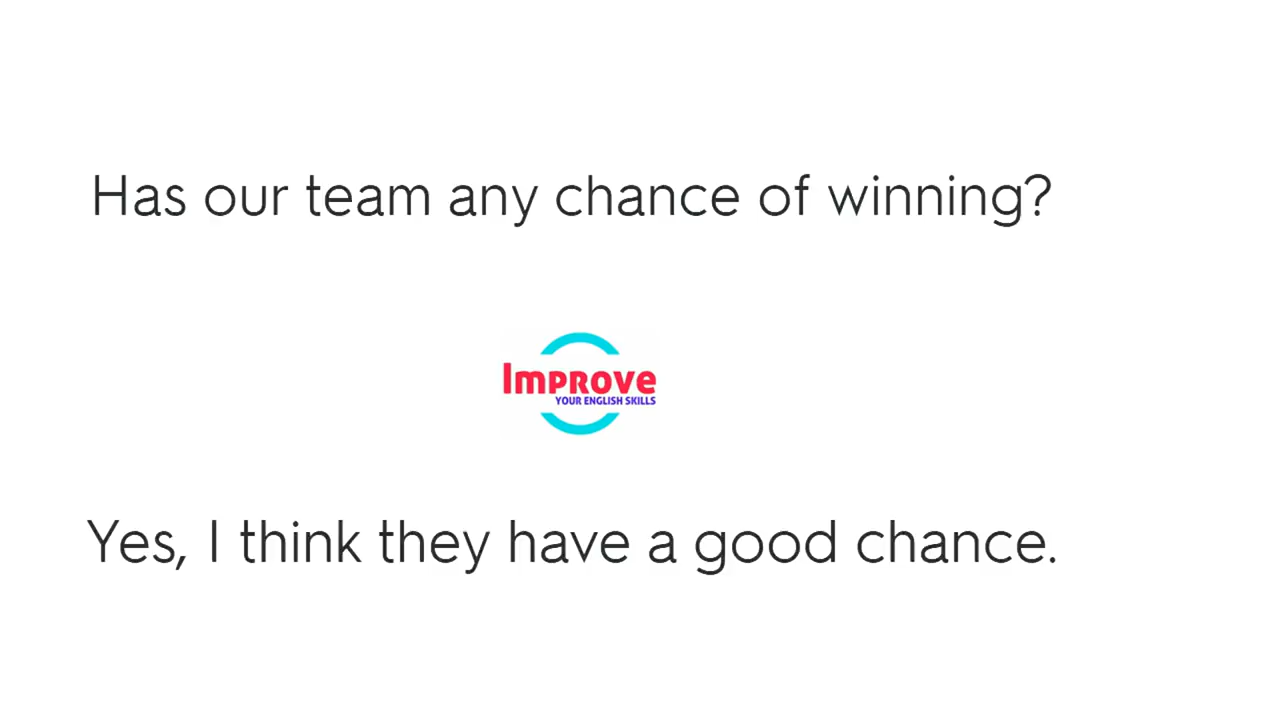 Has our team any chance of winning?
Improve
YOUR ENGLISH SKILLS
Yes, I think they have a good chance.